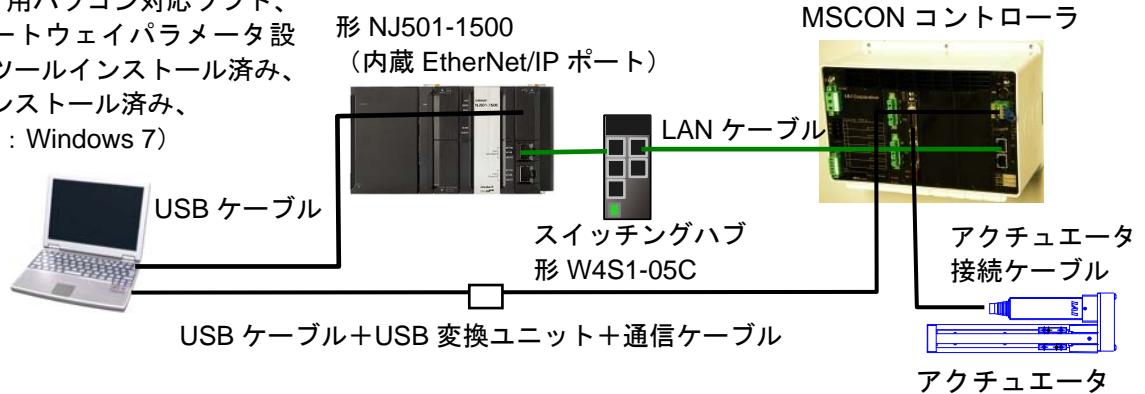 用パソコン対応ソフト、
ートウェイパラメータ設
ツールインストール済み、
ンストール済み、
：Windows 7）
形 NJ501-1500
（内蔵 EtherNet/IP ポート）
MSCON コントローラ
LAN ケーブル
USB ケーブル
スイッチングハブ
形 W4S1-05C
アクチュエータ
接続ケーブル
USB ケーブル＋USB 変換ユニット＋通信ケーブル
アクチュエータ